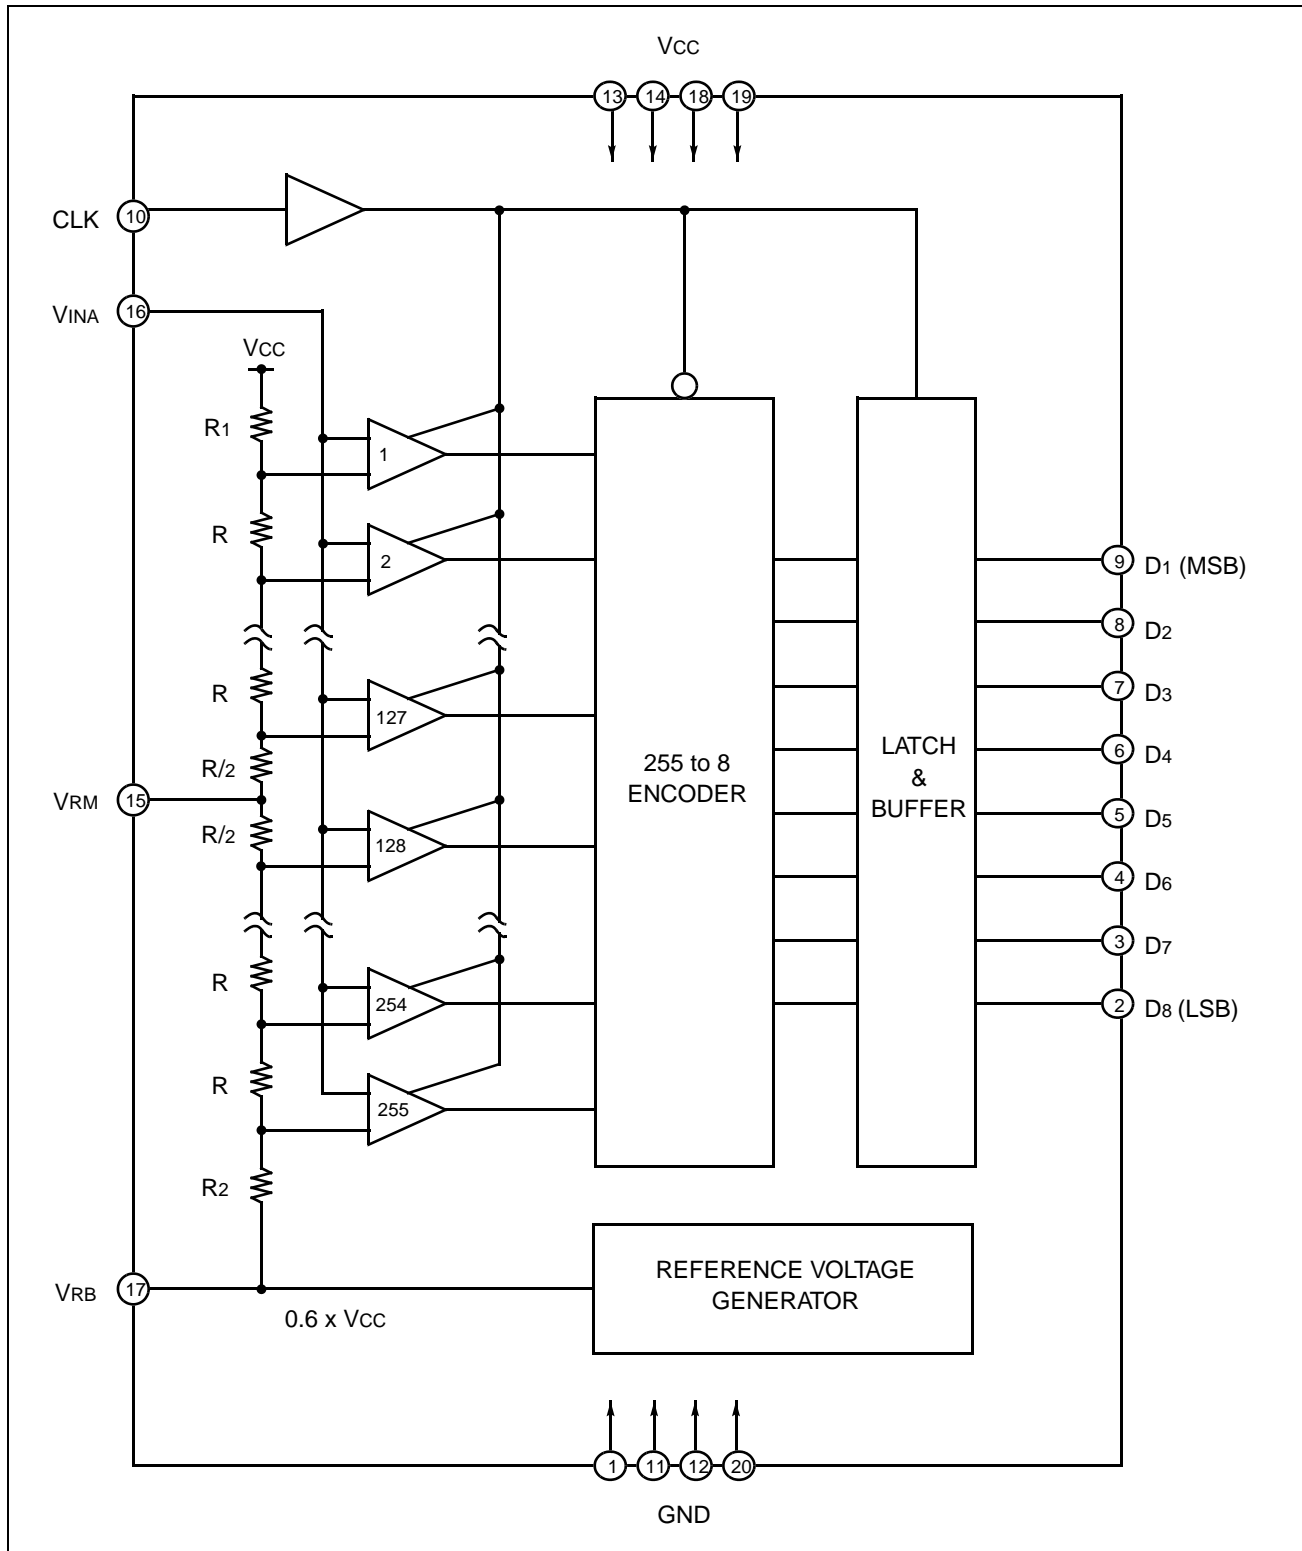 VCC
13 14 18 19
CLK 10
VINA 16
VCC
R1
1
R
2
9 D1 (MSB)
8 D2
R
127
7 D3
R/2
255 to 8
ENCODER
LATCH
&
BUFFER
6 D4
VRM 15
R/2
128
5 D5
4 D6
3 D7
R
254
2 D8 (LSB)
R
255
R2
VRB 17
0.6 x VCC
REFERENCE VOLTAGE
GENERATOR
1 11 12 20
GND